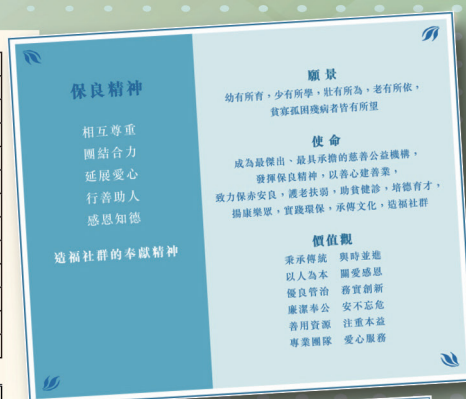 保良精神
相互尊重
團結合力
延展愛心
行善助人
感恩知德
造福社群的奉獻精神
願景
幼有所育，少有所學，壯有所為，老有所依，
貧寡孤困殘病者皆有所望
使命
成為最傑出、最具承擔的慈善公益機構，
發揮保良精神，以善心建善業，
致力保赤安良，護老扶弱，助貧健診，培德育才，
揚康樂眾，實踐環保，承傳文化，造福社群
價值觀
秉承傳統　與時並進
以人為本　關愛感恩
優良管治　務實創新
廉潔奉公　安不忘危
善用資源　注重本益
專業團隊　愛心服務